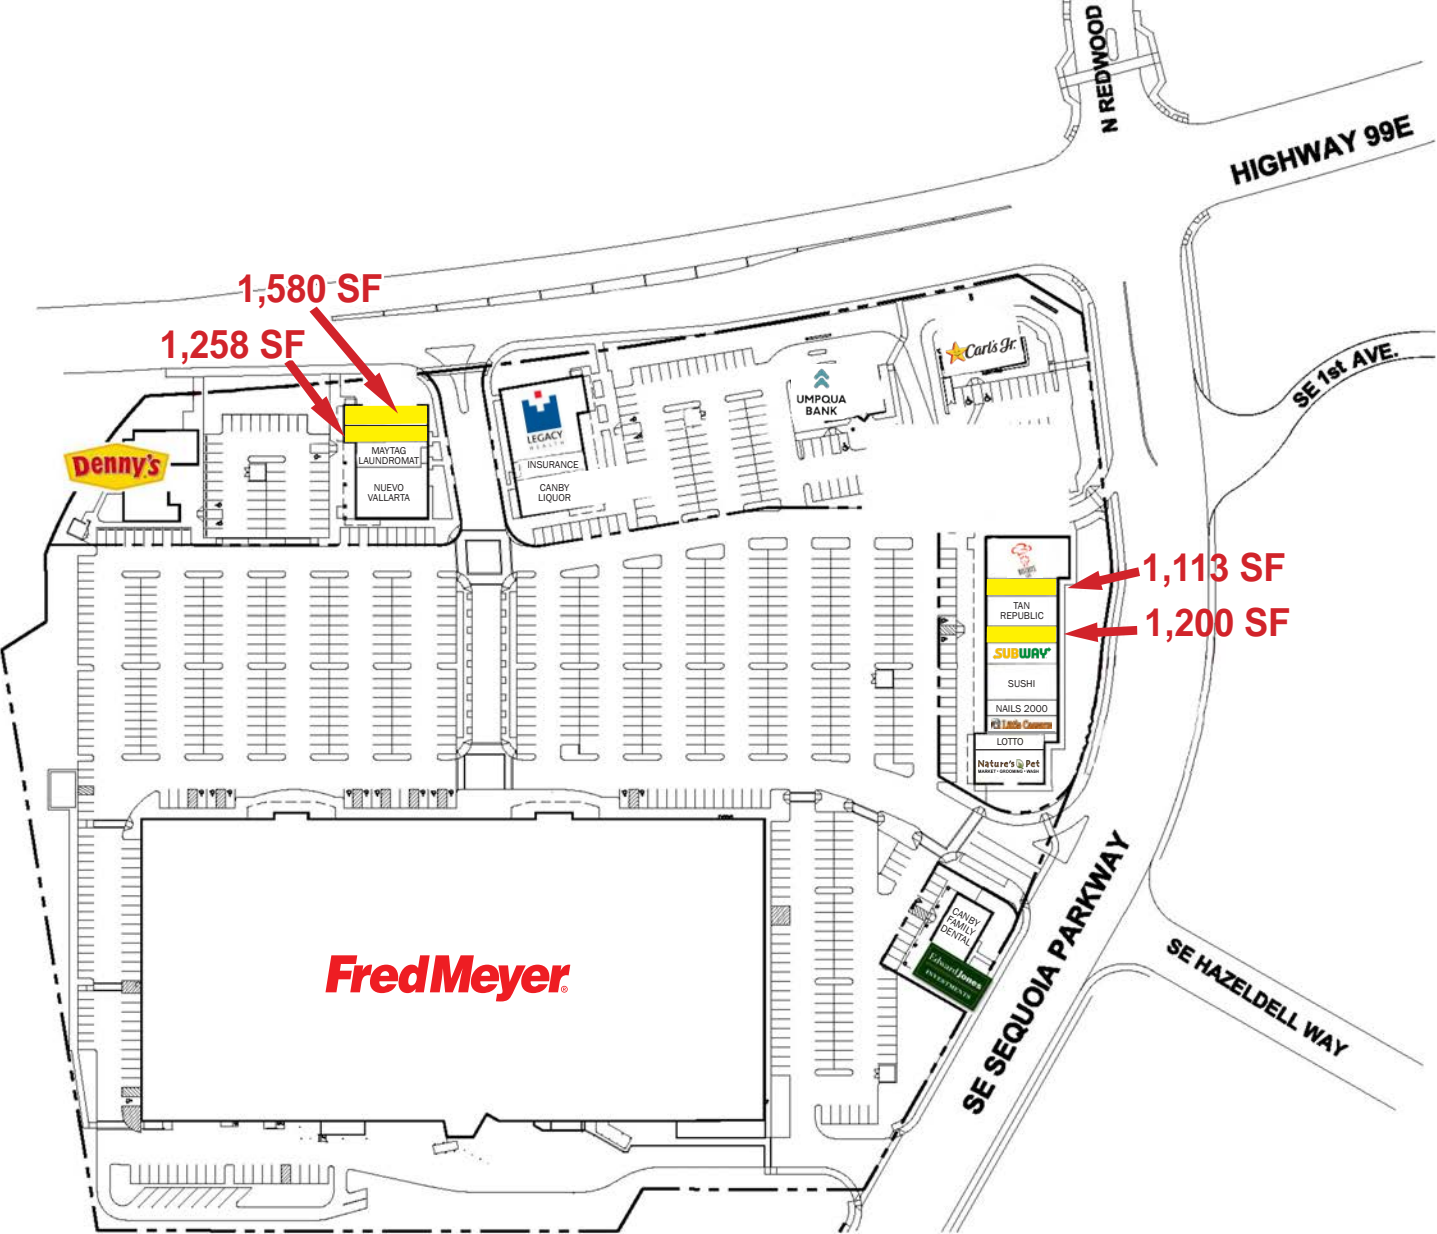 N REDWOOD
HIGHWAY 99E
1,580 SF
1,258 SF
SE 1st AVE.
Carl's Jr.
UMPQUA
BANK
LEGACY
HEALTH
INSURANCE
CANBY
LIQUOR
Denny's
MAYTAG
LAUNDROMAT
NUEVO
VALLARTA
1,113 SF
TAN
REPUBLIC
1,200 SF
SUBWAY
SUSHI
NAILS 2000
Little Caesars
LOTTO
Nature's Pet
MARKET • GROOMING • WASH
CANBY
FAMILY
DENTAL
Edward Jones
INVESTMENTS
FredMeyer®
SE SEQUOIA PARKWAY
SE HAZELDELL WAY